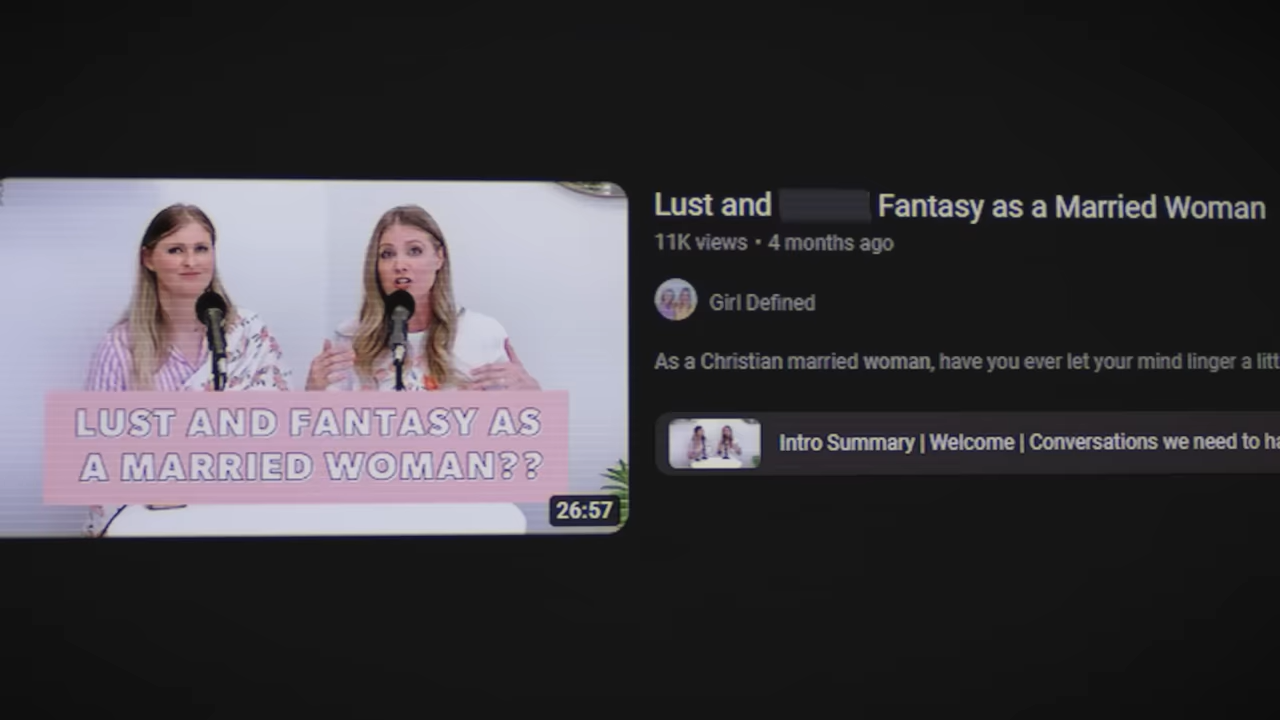 LUST AND FANTASY AS
A MARRIED WOMAN??
26:57
Lust and Fantasy as a Married Woman
11K views • 4 months ago
Girl Defined
As a Christian married woman, have you ever let your mind linger a litt
Intro Summary | Welcome | Conversations we need to ha